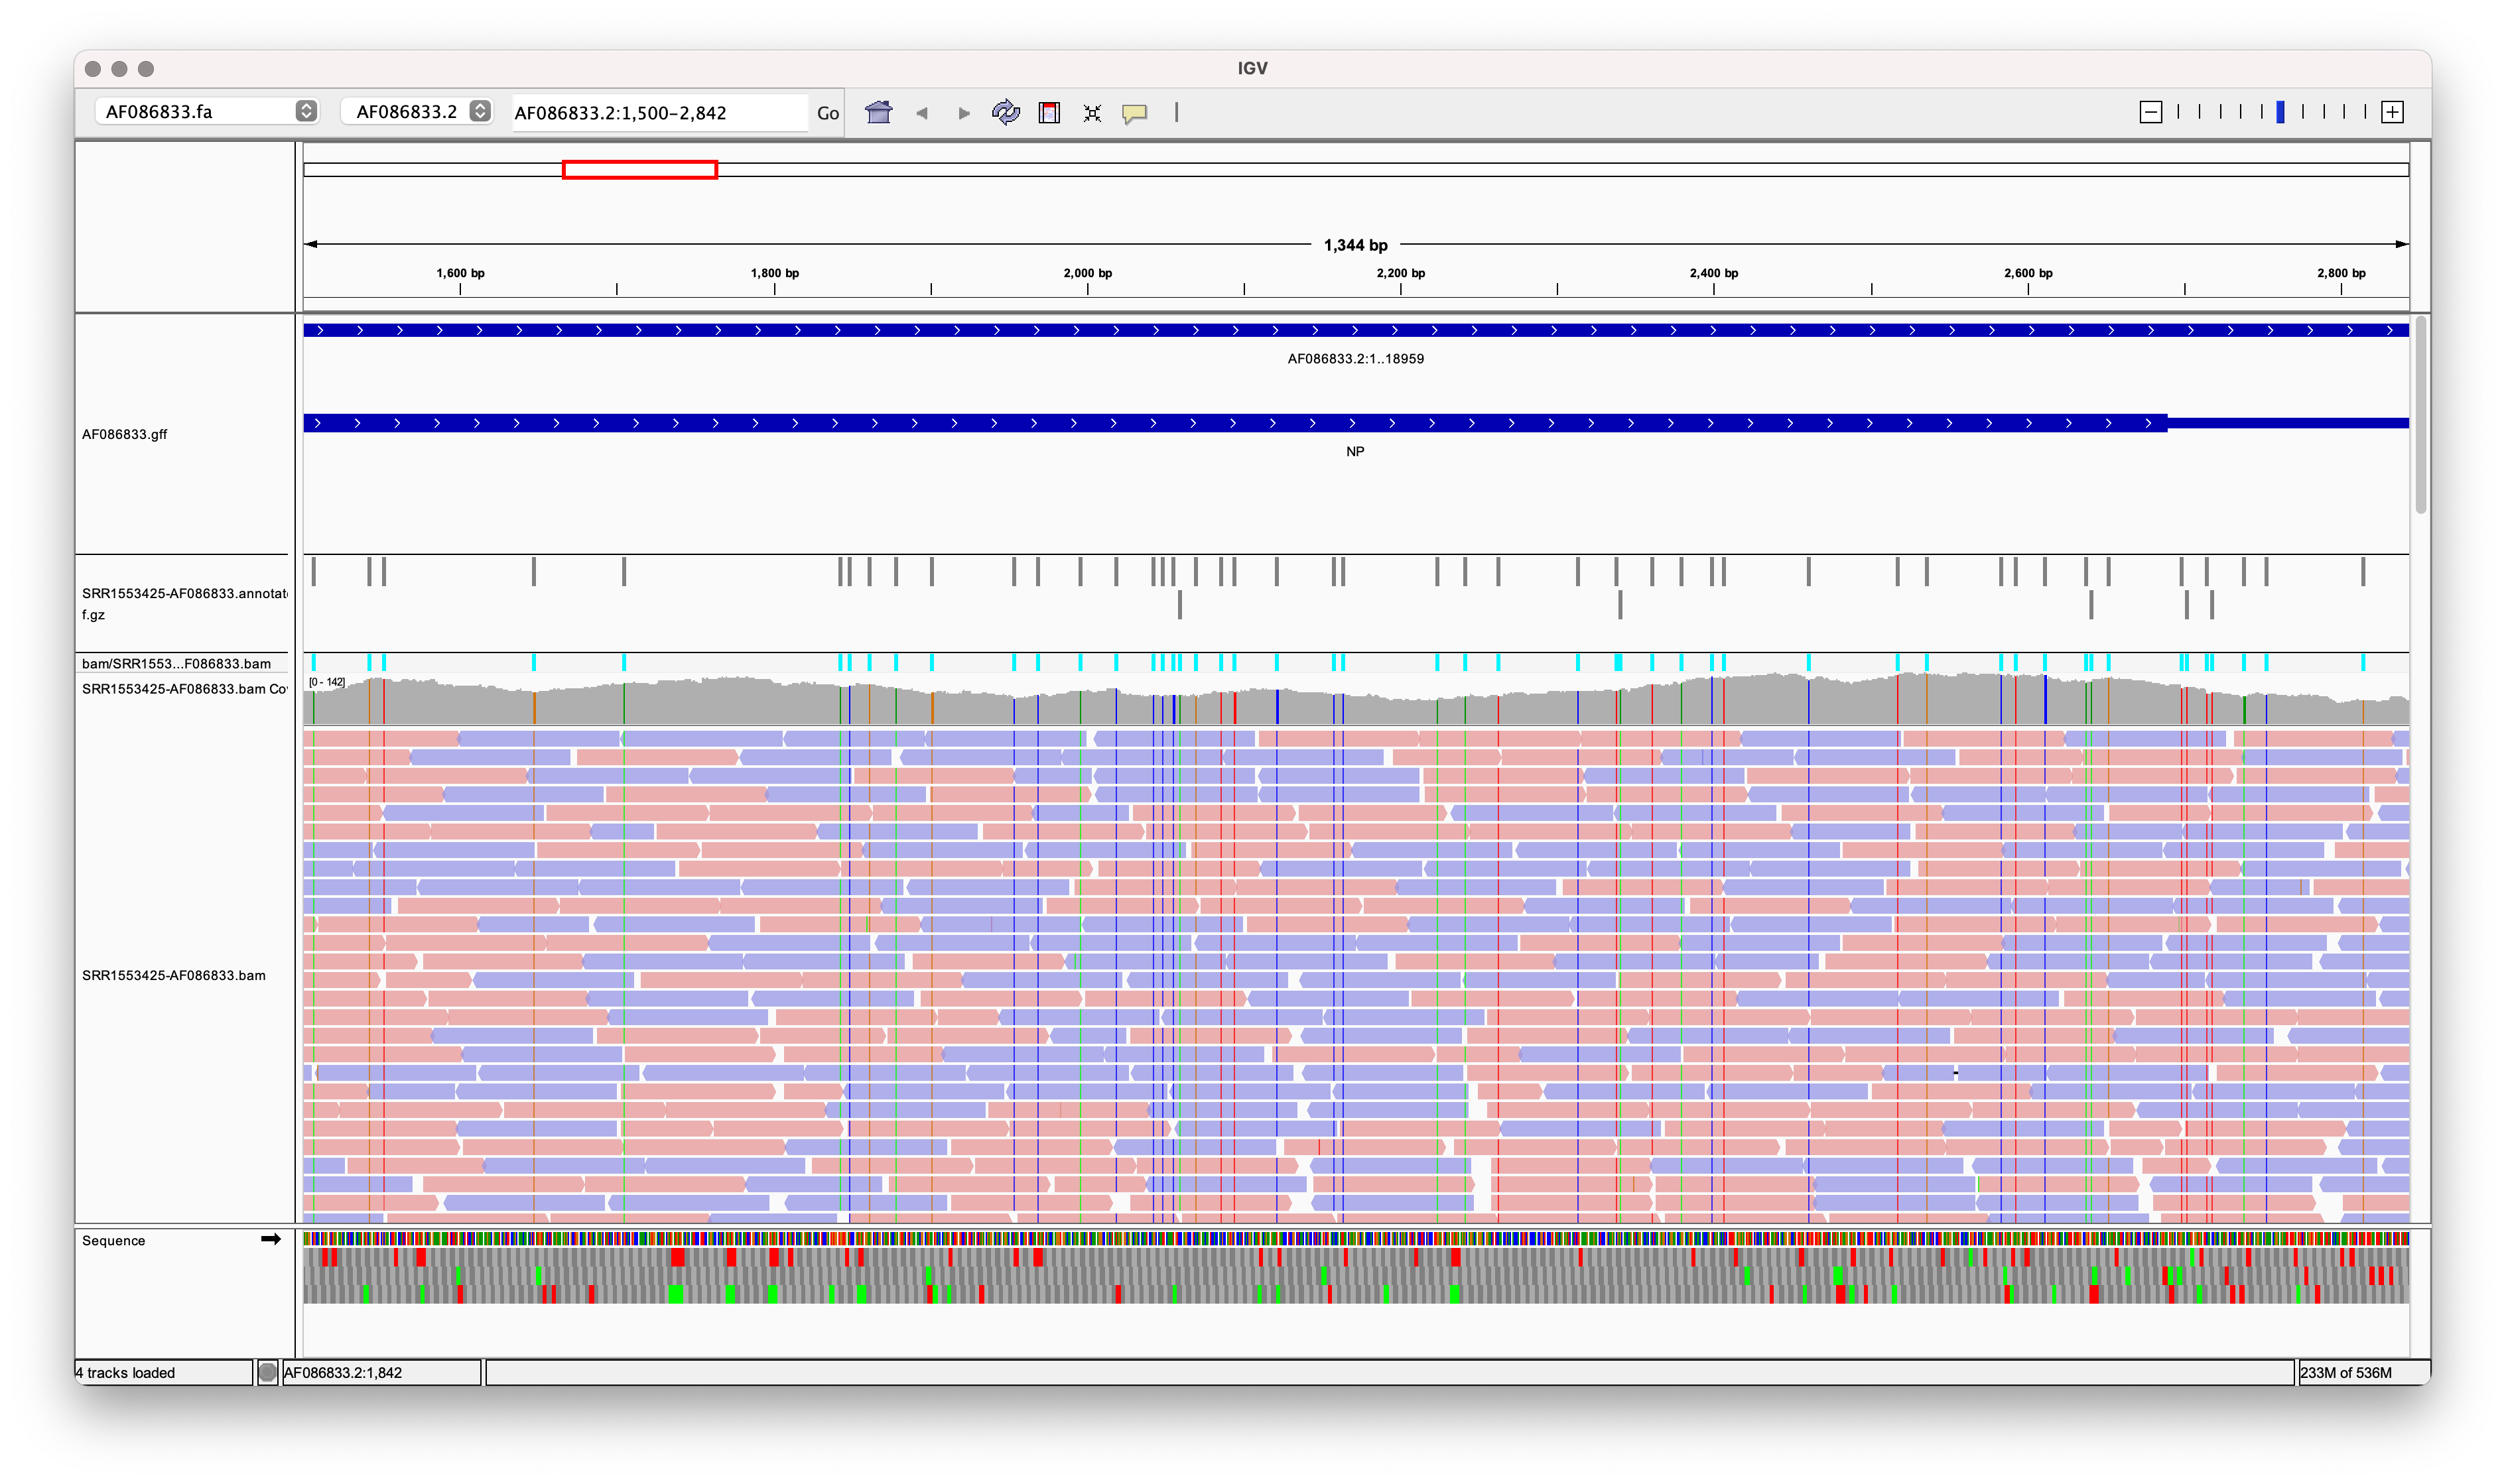 IGV
AF086833.fa AF086833.2 AF086833.2:1,500-2,842 Go
1,344 bp
1,600 bp 1,800 bp 2,000 bp 2,200 bp 2,400 bp 2,600 bp 2,800 bp
AF086833.2:1..18959
AF086833.gff
NP
SRR1553425-AF086833.annotat
f.gz
bam/SRR1553...F086833.bam
SRR1553425-AF086833.bam Co
[0 - 142]
SRR1553425-AF086833.bam
Sequence
4 tracks loaded AF086833.2:1,842 233M of 536M